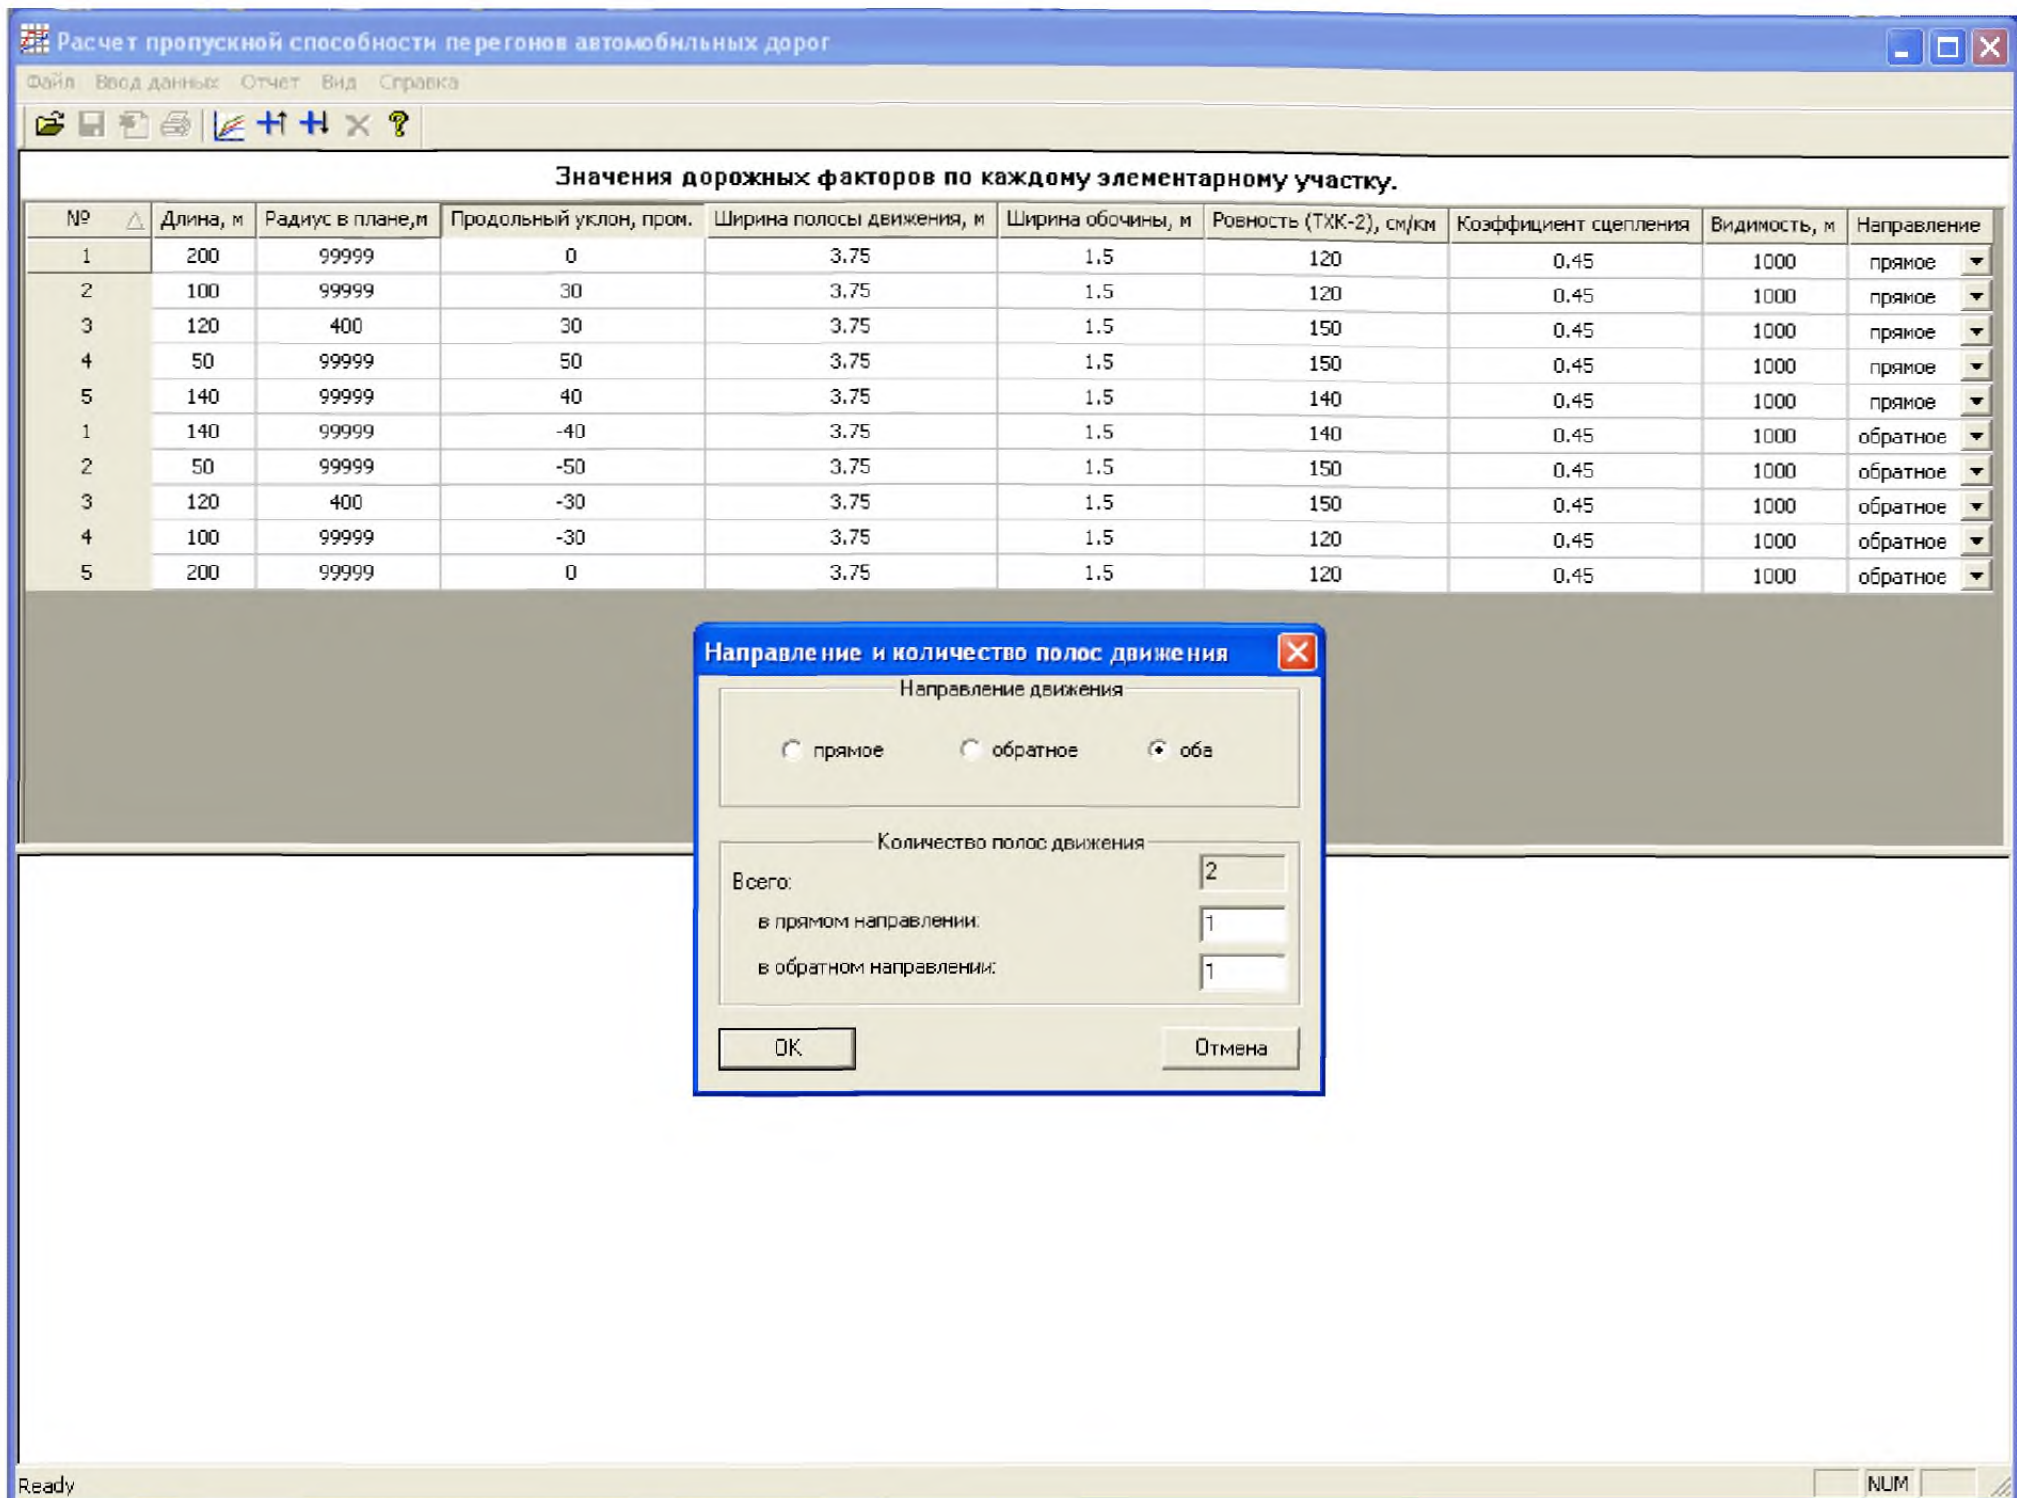 Расчет пропускной способности перегонов автомобильных дорог
Файл Ввод данных Отчет Вид Справка
Значения дорожных факторов по каждому элементарному участку.
№ Длина, м Радиус в плане,м Продольный уклон, пром. Ширина полосы движения, м Ширина обочины, м Ровность (ТХК-2), см/км Коэффициент сцепления Видимость, м Направление
1 200 99999 0 3.75 1.5 120 0.45 1000 прямое
2 100 99999 30 3.75 1.5 120 0.45 1000 прямое
3 120 400 30 3.75 1.5 150 0.45 1000 прямое
4 50 99999 50 3.75 1.5 150 0.45 1000 прямое
5 140 99999 40 3.75 1.5 140 0.45 1000 прямое
1 140 99999 -40 3.75 1.5 140 0.45 1000 обратное
2 50 99999 -50 3.75 1.5 150 0.45 1000 обратное
3 120 400 -30 3.75 1.5 150 0.45 1000 обратное
4 100 99999 -30 3.75 1.5 120 0.45 1000 обратное
5 200 99999 0 3.75 1.5 120 0.45 1000 обратное
Направление и количество полос движения
Направление движения
прямое обратное оба
Количество полос движения
Всего: 2
в прямом направлении: 1
в обратном направлении: 1
OK Отмена
Ready NUM